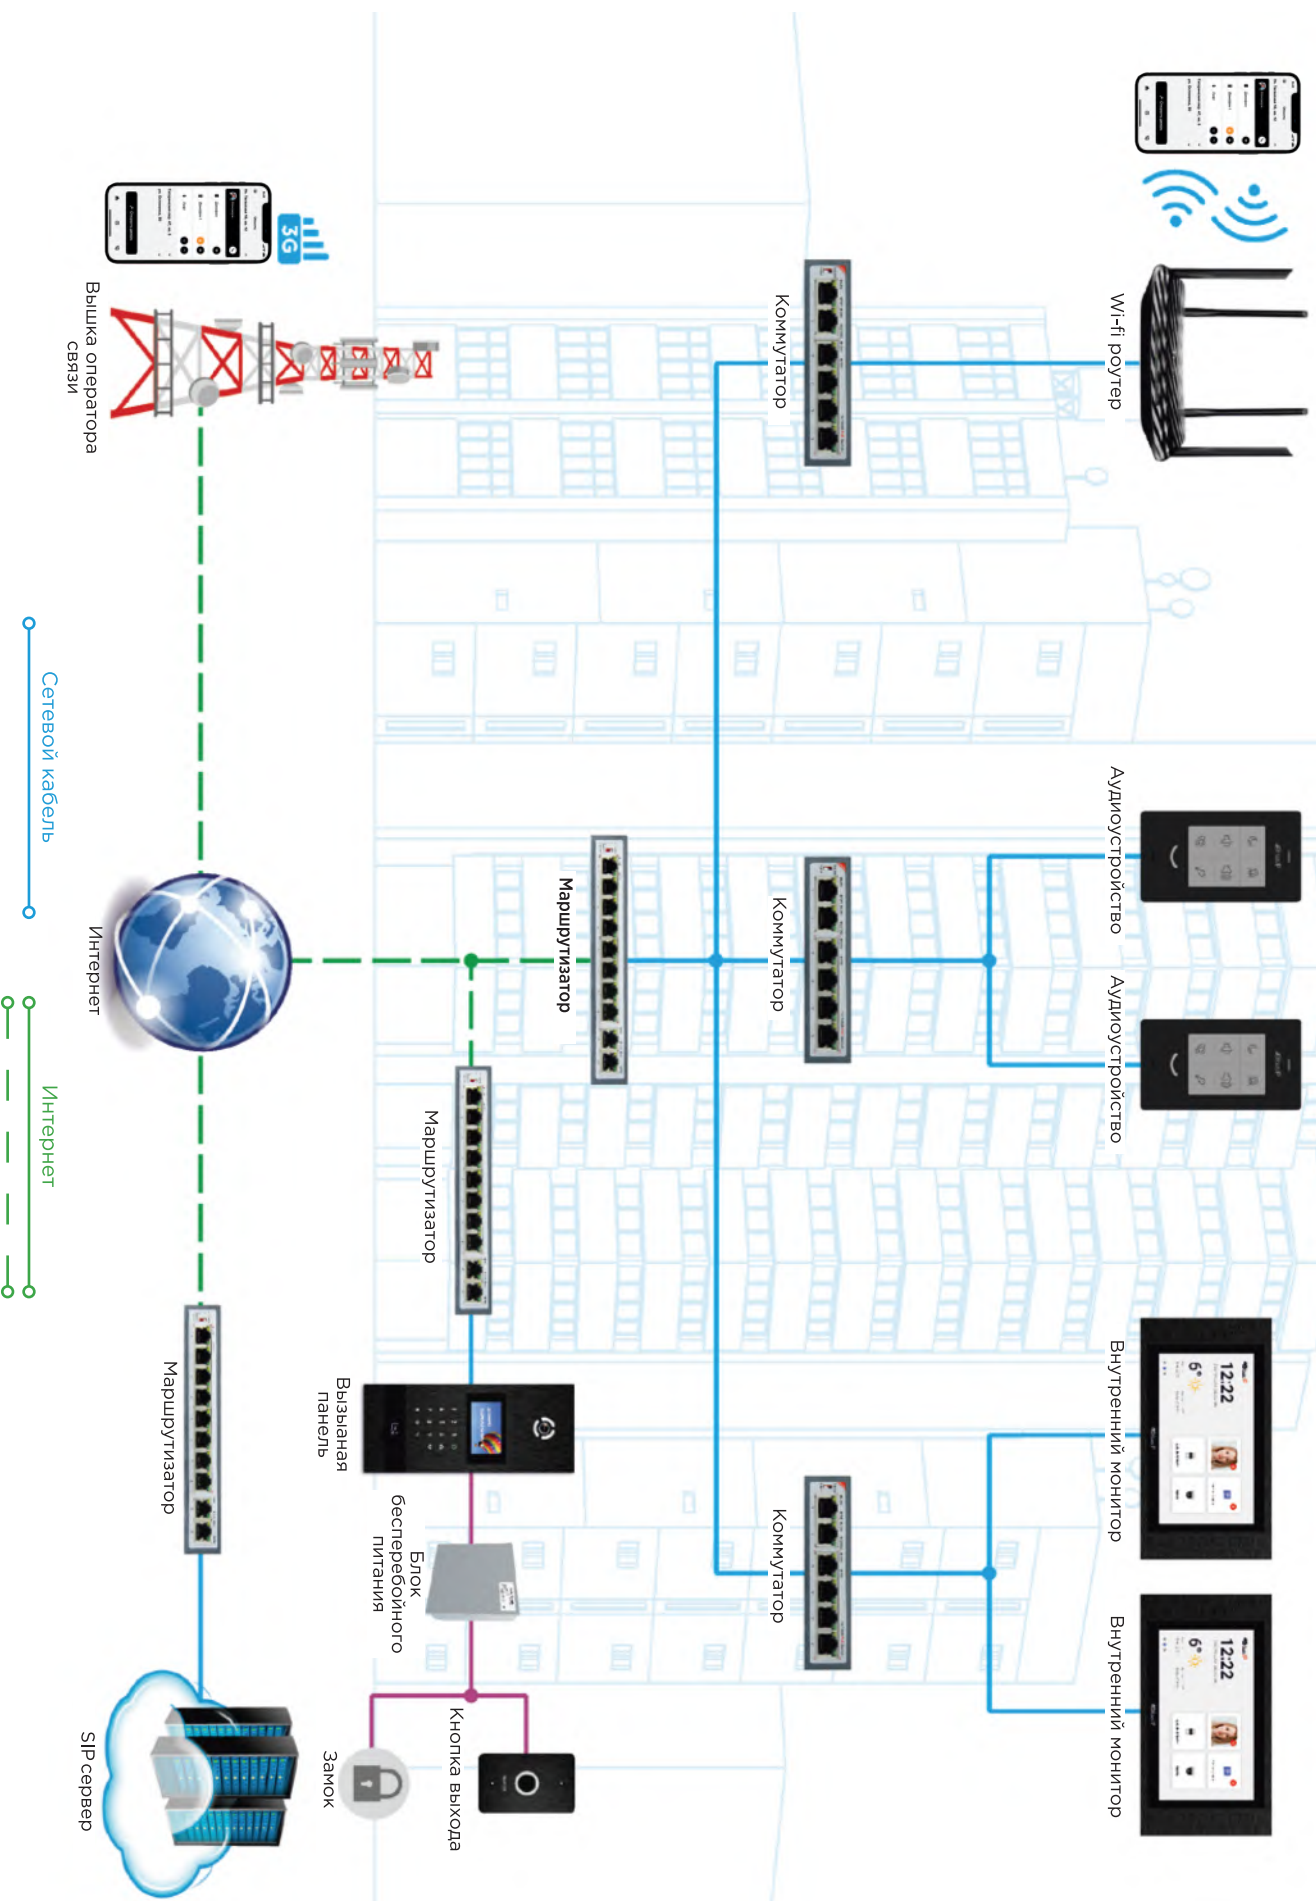 Wi-fi роутер
Аудиоустройство
Аудиоустройство
Внутренний монитор
12:22
6°
Внутренний монитор
12:22
6°
Коммутатор
Коммутатор
Коммутатор
Маршрутизатор
Маршрутизатор
Вызыаная
панель
Блок
бесперебойного
питания
Кнопка выхода
Замок
3G
Вышка оператора
связи
Интернет
Маршрутизатор
SIP сервер
Сетевой кабель
Интернет